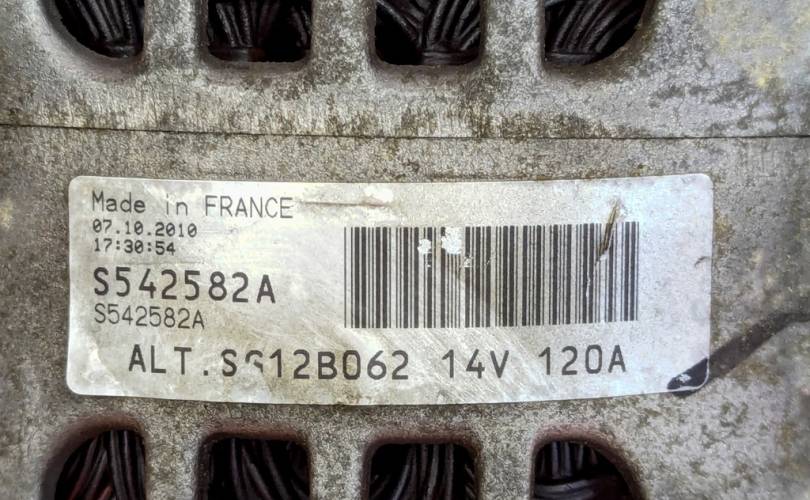 Made in FRANCE
07.10.2010
17:30:54
S542582A
S542582A
ALT.SG12B062 14V 120A